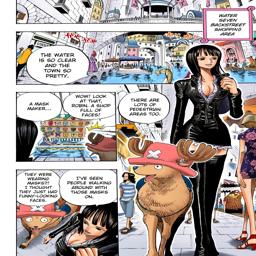 WATER
SEVEN
BACKSTREET
SHOPPING
AREA
THE WATER
IS SO CLEAR
AND THE
TOWN SO
PRETTY.
A MASK
MAKER...
WOW! LOOK
AT THAT,
ROBIN. A SHIP
FULL OF
FACES!
THERE ARE
LOTS OF
PEDESTRIAN
AREAS TOO.
THEY WERE
WEARING
MASKS?!
I THOUGHT
THEY JUST HAD
FUNNY-LOOKING
FACES.
I'VE SEEN
PEOPLE WALKING
AROUND WITH
THOSE MASKS
ON.